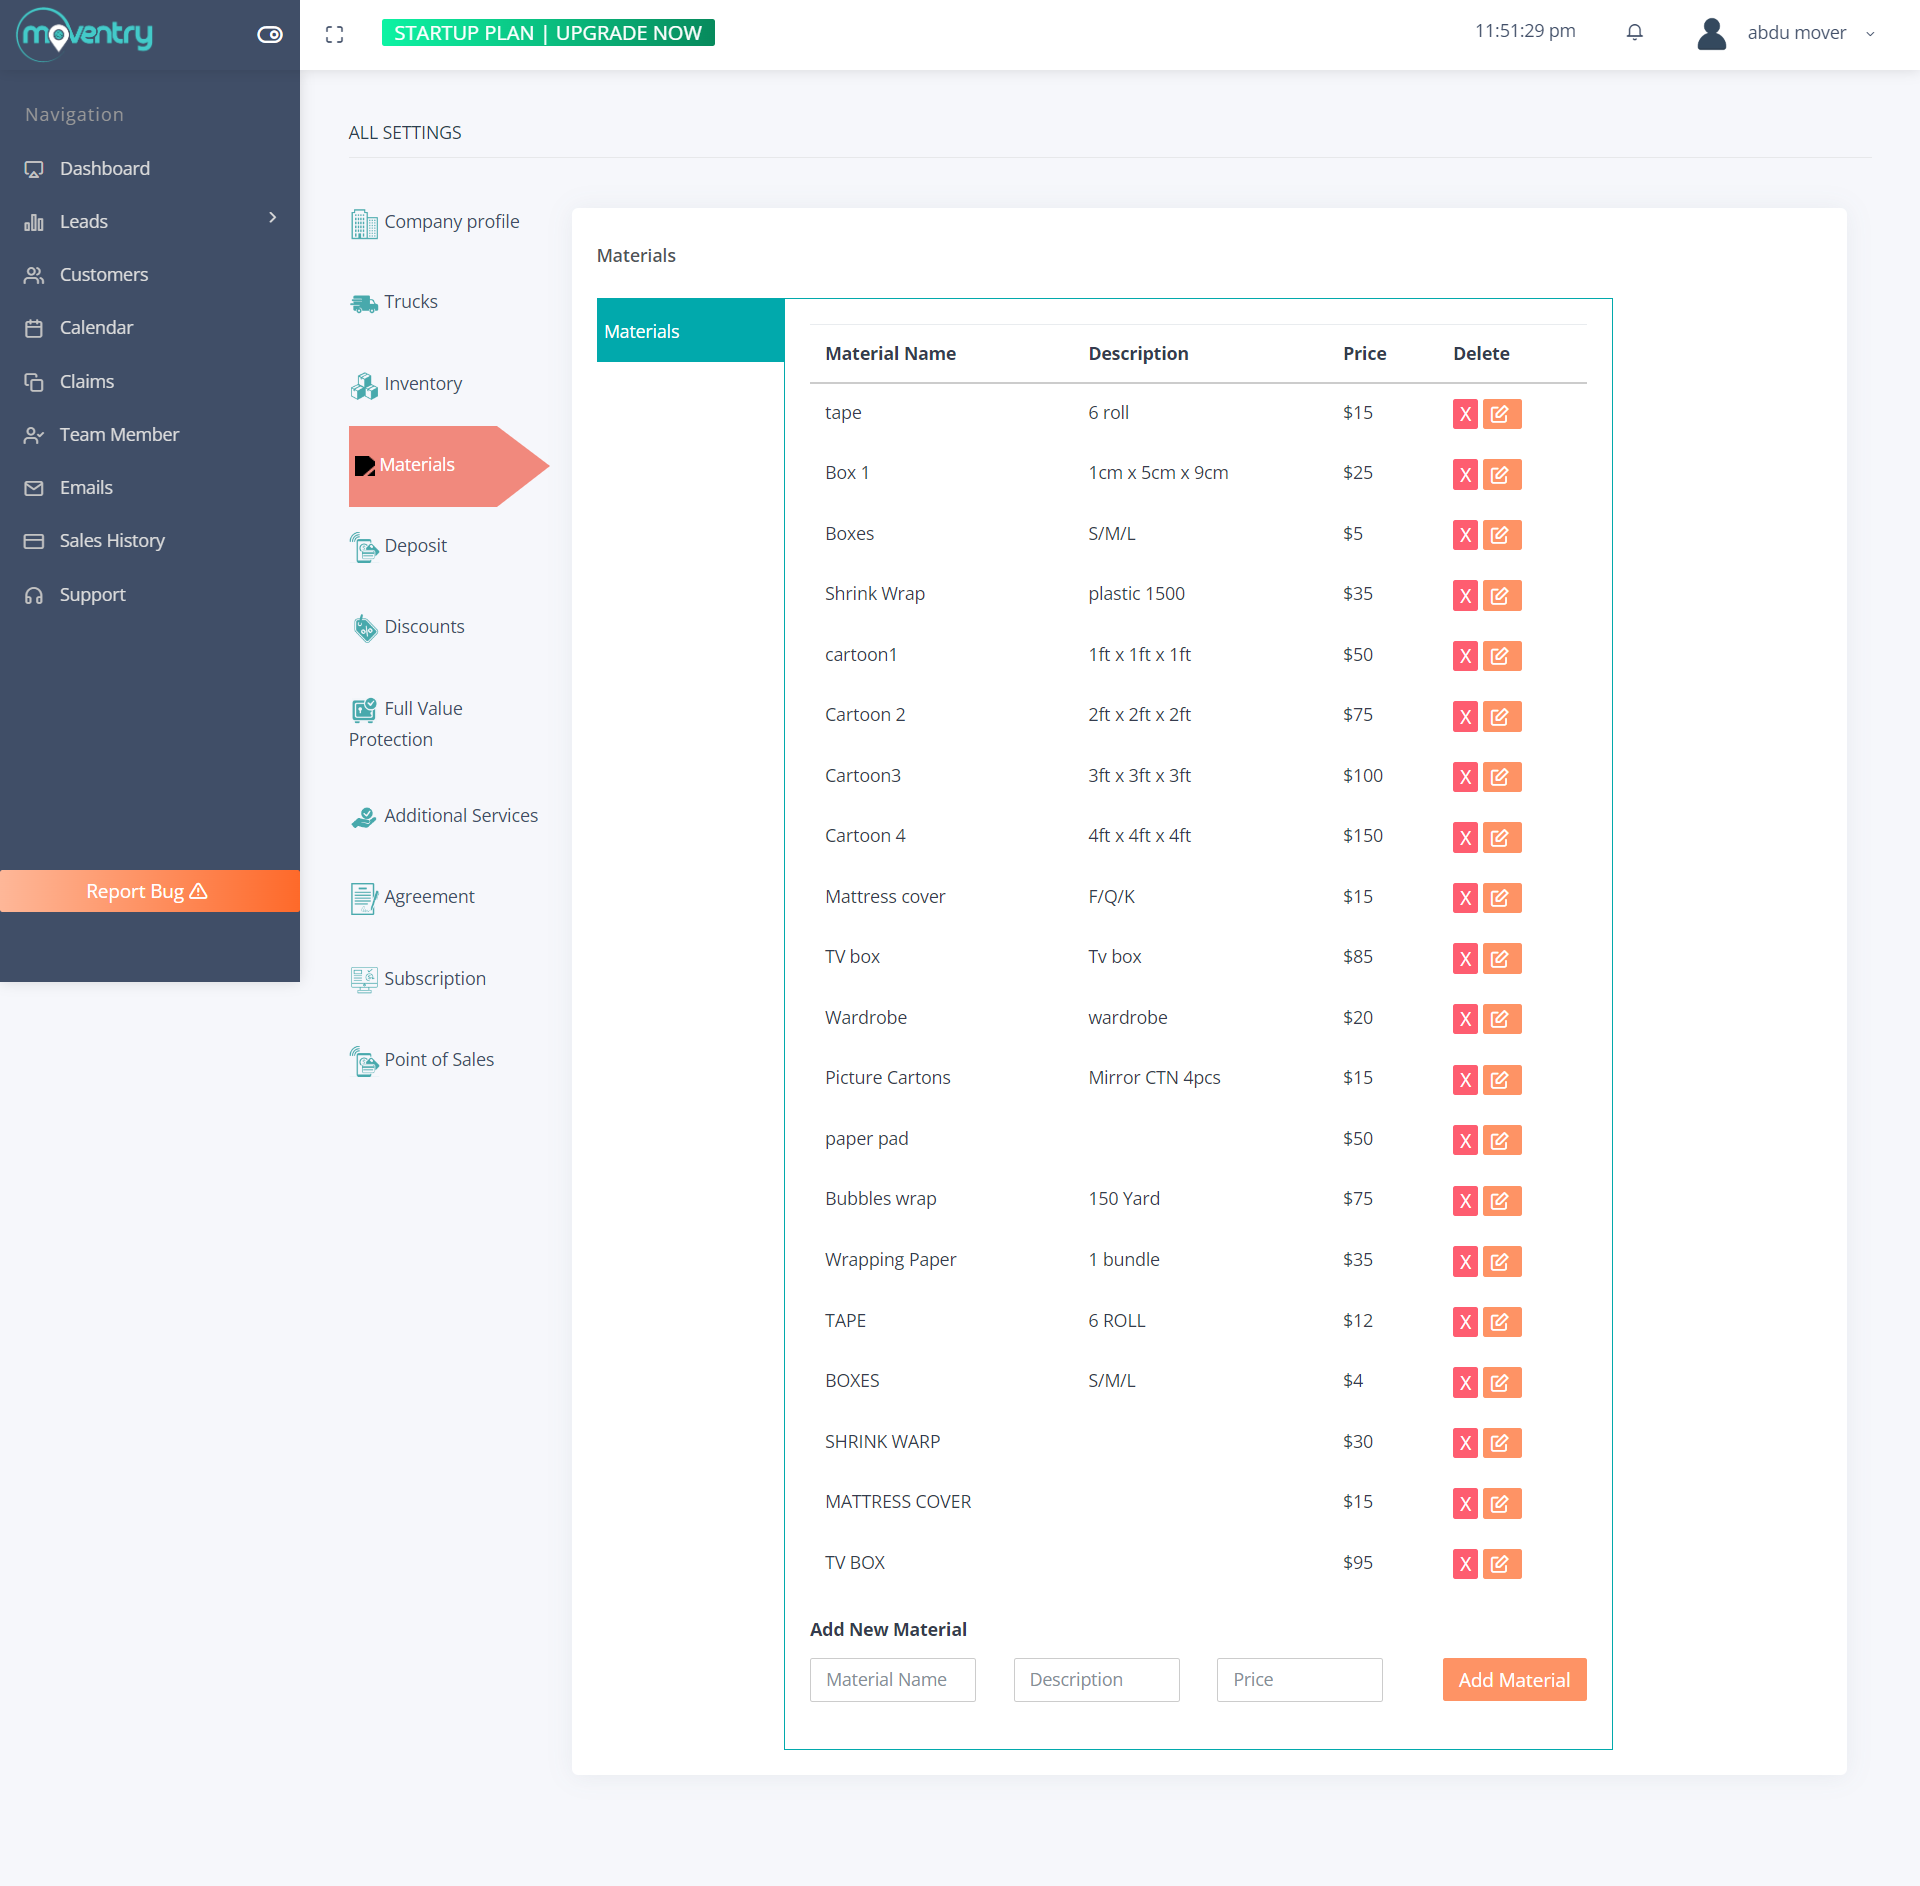 moventry
STARTUP PLAN | UPGRADE NOW
11:51:29 pm
abdu mover
Navigation
Dashboard
Leads
Customers
Calendar
Claims
Team Member
Emails
Sales History
Support
Report Bug
ALL SETTINGS
Company profile
Trucks
Inventory
Materials
Deposit
Discounts
Full Value
Protection
Additional Services
Agreement
Subscription
Point of Sales
Materials
Materials
Material Name Description Price Delete
tape 6 roll $15 X
Box 1 1cm x 5cm x 9cm $25 X
Boxes S/M/L $5 X
Shrink Wrap plastic 1500 $35 X
cartoon1 1ft x 1ft x 1ft $50 X
Cartoon 2 2ft x 2ft x 2ft $75 X
Cartoon3 3ft x 3ft x 3ft $100 X
Cartoon 4 4ft x 4ft x 4ft $150 X
Mattress cover F/Q/K $15 X
TV box Tv box $85 X
Wardrobe wardrobe $20 X
Picture Cartons Mirror CTN 4pcs $15 X
paper pad $50 X
Bubbles wrap 150 Yard $75 X
Wrapping Paper 1 bundle $35 X
TAPE 6 ROLL $12 X
BOXES S/M/L $4 X
SHRINK WARP $30 X
MATTRESS COVER $15 X
TV BOX $95 X
Add New Material
Material Name Description Price Add Material